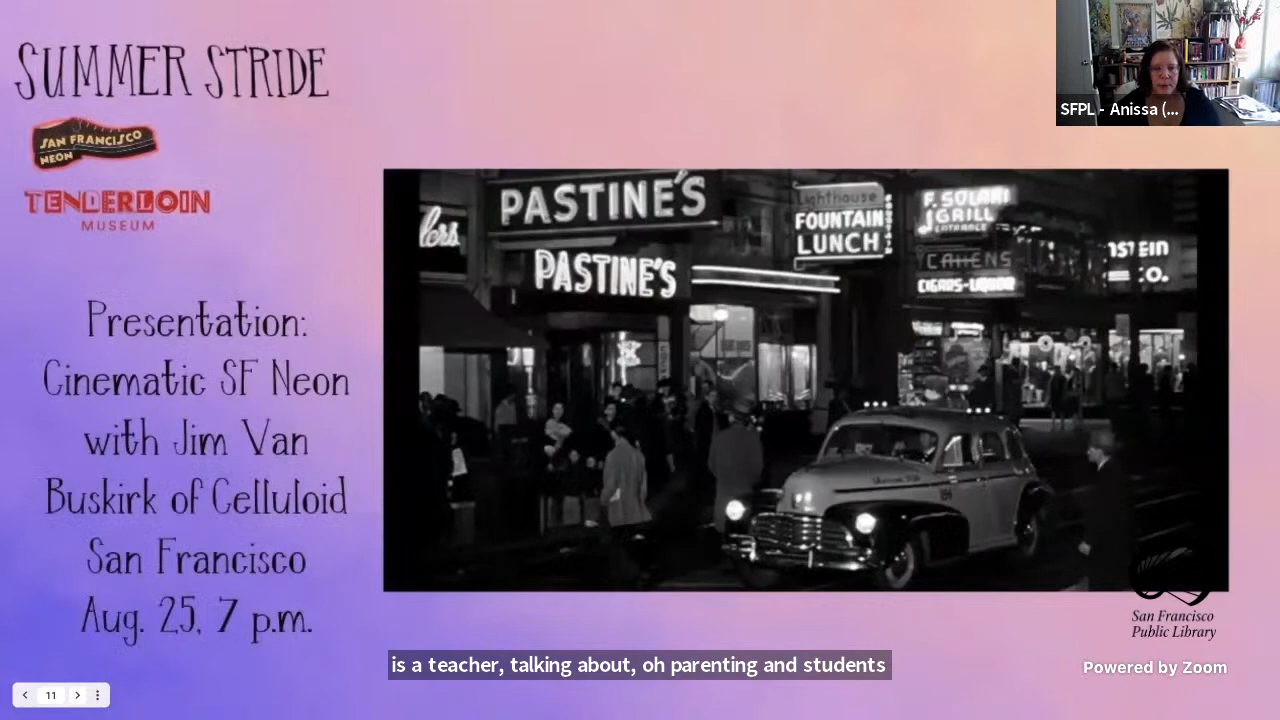 SUMMER STRIDE
SAN FRANCISCO
NEON
TENDERLOIN
MUSEUM
Presentation:
Cinematic SF Neon
with Jim Van
Buskirk of Celluloid
San Francisco
Aug. 25, 7 p.m.
PASTINE'S
PASTINE'S
Lighthouse
FOUNTAIN
LUNCH
F. SOLARI
GRILL
ENTRANCE
CAHENS
CIGARS-LIQUOR
NSTEIN
CO.
SFPL - Anissa (...
San Francisco
Public Library
is a teacher, talking about, oh parenting and students
Powered by Zoom
11